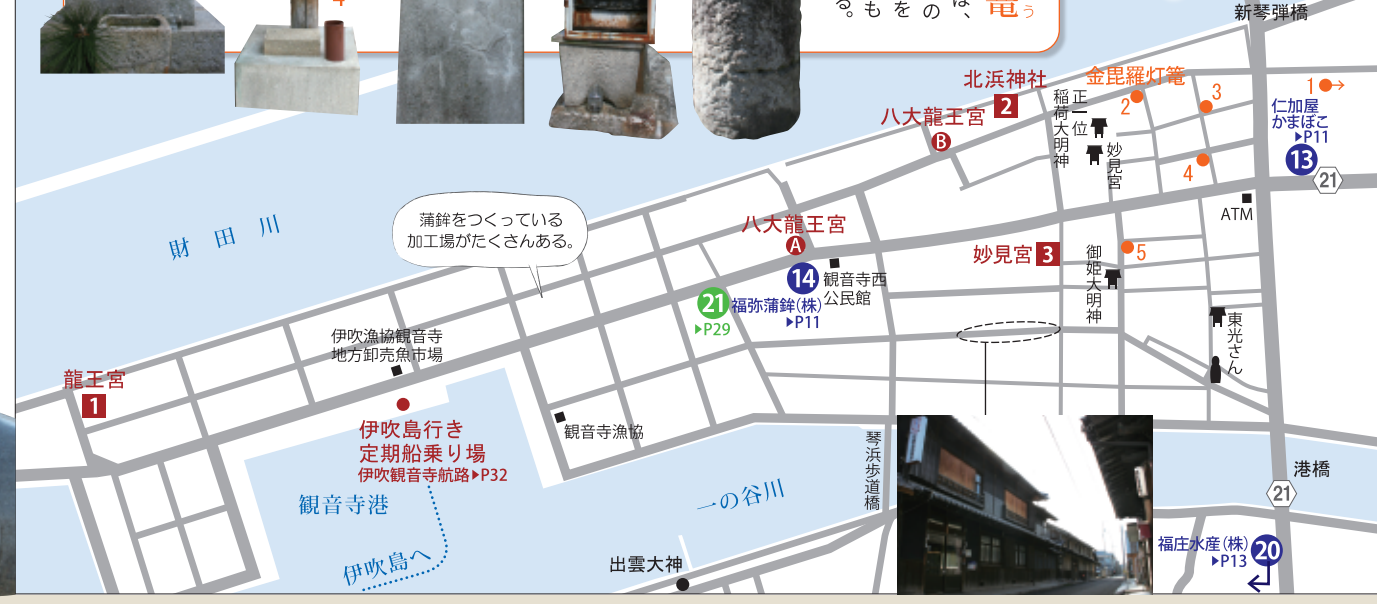 4
籠
う
は、
のを
も
る。
新琴弾橋
北浜神社
2
金毘羅灯篭
1
2
3
4
5
仁加屋
かまぼこ
▶P11
13
21
八大龍王宮
B
正一位
稲荷大明神
妙見宮
ATM
財田川
蒲鉾をつくっている
加工場がたくさんある。
八大龍王宮
A
14
福弥蒲鉾(株)
▶P11
観音寺西
公民館
21
▶P29
妙見宮
3
御姫大明神
東光さん
伊吹漁協観音寺
地方卸売魚市場
龍王宮
1
伊吹島行き
定期船乗り場
伊吹観音寺航路▶P32
観音寺漁協
観音寺港
伊吹島へ
一の谷川
琴浜歩道橋
出雲大神
港橋
21
福庄水産(株)
▶P13
20